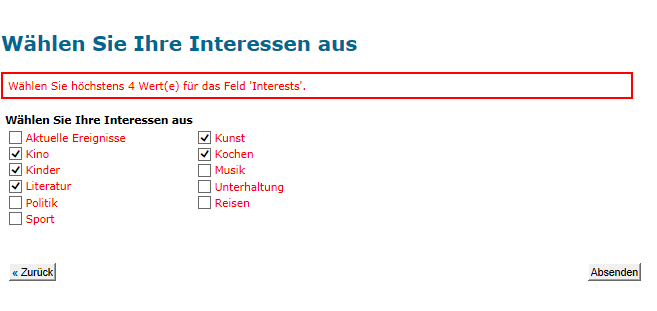 Wählen Sie Ihre Interessen aus
Wählen Sie höchstens 4 Wert(e) für das Feld 'Interests'.
Wählen Sie Ihre Interessen aus
Aktuelle Ereignisse Kunst
Kino Kochen
Kinder Musik
Literatur Unterhaltung
Politik Reisen
Sport
« Zurück Absenden